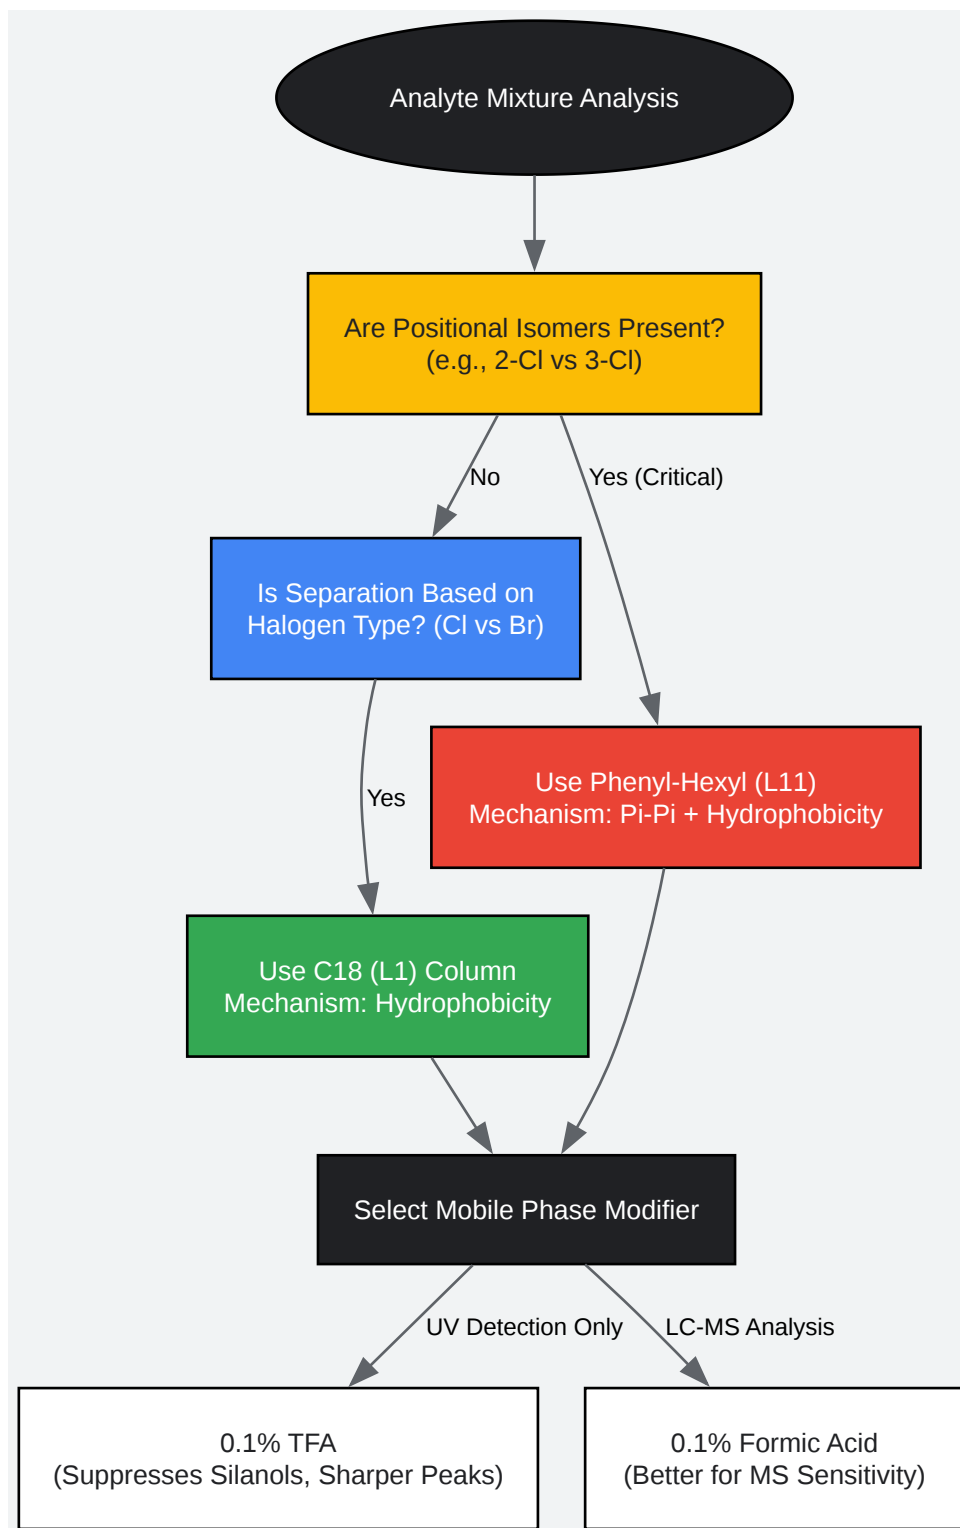 Analyte Mixture Analysis
Are Positional Isomers Present?
(e.g., 2-Cl vs 3-Cl)
No
Yes (Critical)
Is Separation Based on
Halogen Type? (Cl vs Br)
Use Phenyl-Hexyl (L11)
Mechanism: Pi-Pi + Hydrophobicity
Yes
Use C18 (L1) Column
Mechanism: Hydrophobicity
Select Mobile Phase Modifier
UV Detection Only
LC-MS Analysis
0.1% TFA
(Suppresses Silanols, Sharper Peaks)
0.1% Formic Acid
(Better for MS Sensitivity)